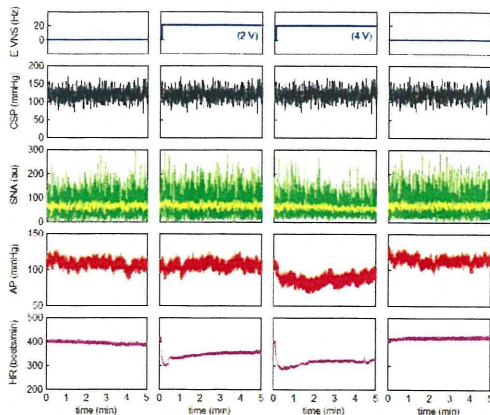 E VNS (Hz)
20
0
(2 V)
(4 V)
CSP (mmHg)
200
150
100
50
0
SNA (au)
300
200
100
0
AP (mmHg)
150
100
50
HR (beats/min)
500
400
300
200
0 1 2 3 4 5
0 1 2 3 4 5
0 1 2 3 4 5
0 1 2 3 4 5
time (min)
time (min)
time (min)
time (min)